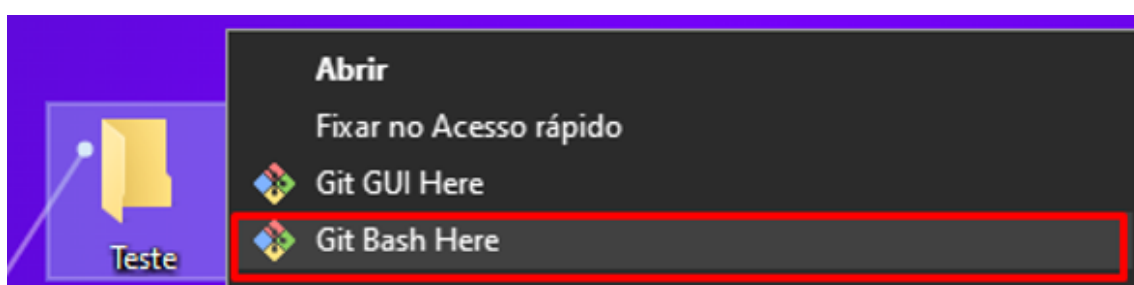 Abrir
Fixar no Acesso rápido
Git GUI Here
Git Bash Here
Teste